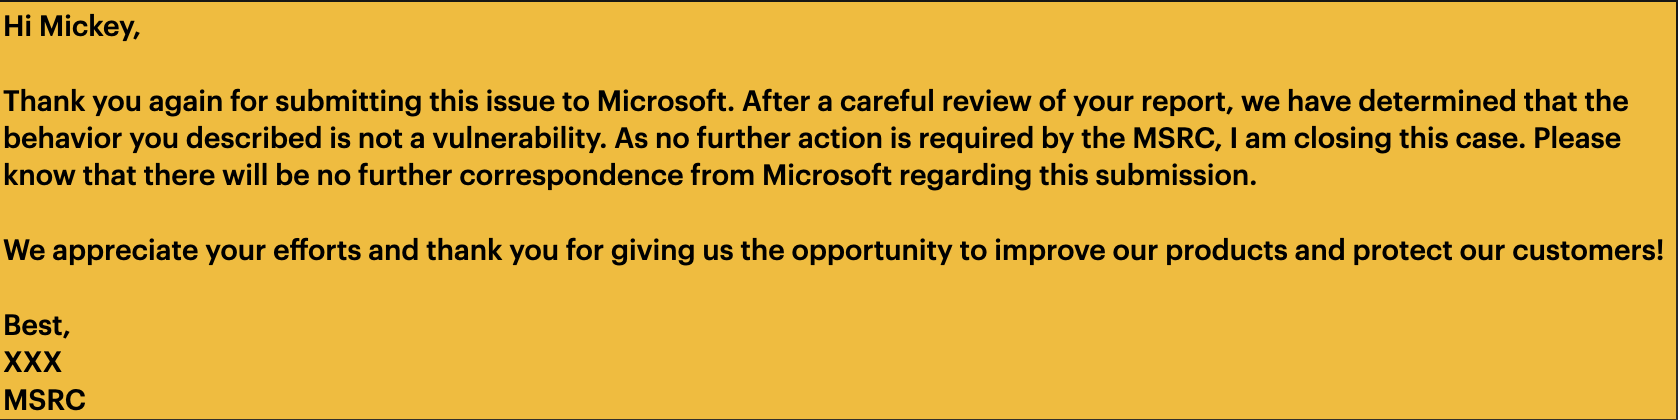 Hi Mickey,
Thank you again for submitting this issue to Microsoft. After a careful review of your report, we have determined that the
behavior you described is not a vulnerability. As no further action is required by the MSRC, I am closing this case. Please
know that there will be no further correspondence from Microsoft regarding this submission.
We appreciate your efforts and thank you for giving us the opportunity to improve our products and protect our customers!
Best,
XXX
MSRC